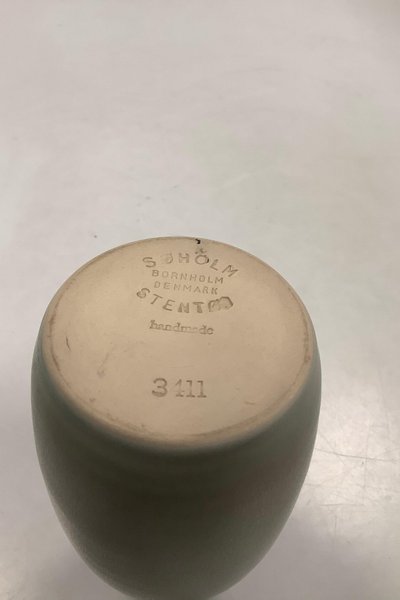 SØHOLM
BORNHOLM
DENMARK
STENTØJ
handmade
3411